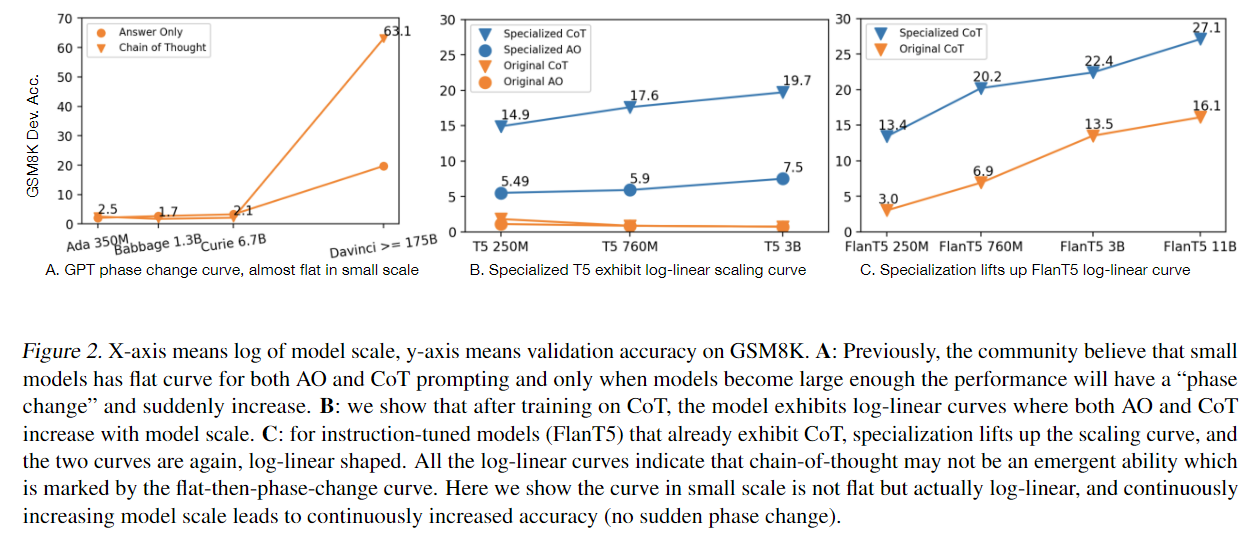 GSM8K Dev. Acc.
70
60
50
40
30
20
10
0
Answer Only
Chain of Thought
63.1
2.5
1.7
2.1
Ada 350M
Babbage 1.3B
Curie 6.7B
Davinci >= 175B
A. GPT phase change curve, almost flat in small scale
30
25
20
15
10
5
0
Specialized CoT
Specialized AO
Original CoT
Original AO
14.9
17.6
19.7
5.49
5.9
7.5
T5 250M
T5 760M
T5 3B
B. Specialized T5 exhibit log-linear scaling curve
30
25
20
15
10
5
0
Specialized CoT
Original CoT
13.4
20.2
22.4
27.1
3.0
6.9
13.5
16.1
FlanT5 250M
FlanT5 760M
FlanT5 3B
FlanT5 11B
C. Specialization lifts up FlanT5 log-linear curve
Figure 2. X-axis means log of model scale, y-axis means validation accuracy on GSM8K. A: Previously, the community believe that small
models has flat curve for both AO and CoT prompting and only when models become large enough the performance will have a “phase
change” and suddenly increase. B: we show that after training on CoT, the model exhibits log-linear curves where both AO and CoT
increase with model scale. C: for instruction-tuned models (FlanT5) that already exhibit CoT, specialization lifts up the scaling curve, and
the two curves are again, log-linear shaped. All the log-linear curves indicate that chain-of-thought may not be an emergent ability which
is marked by the flat-then-phase-change curve. Here we show the curve in small scale is not flat but actually log-linear, and continuously
increasing model scale leads to continuously increased accuracy (no sudden phase change).